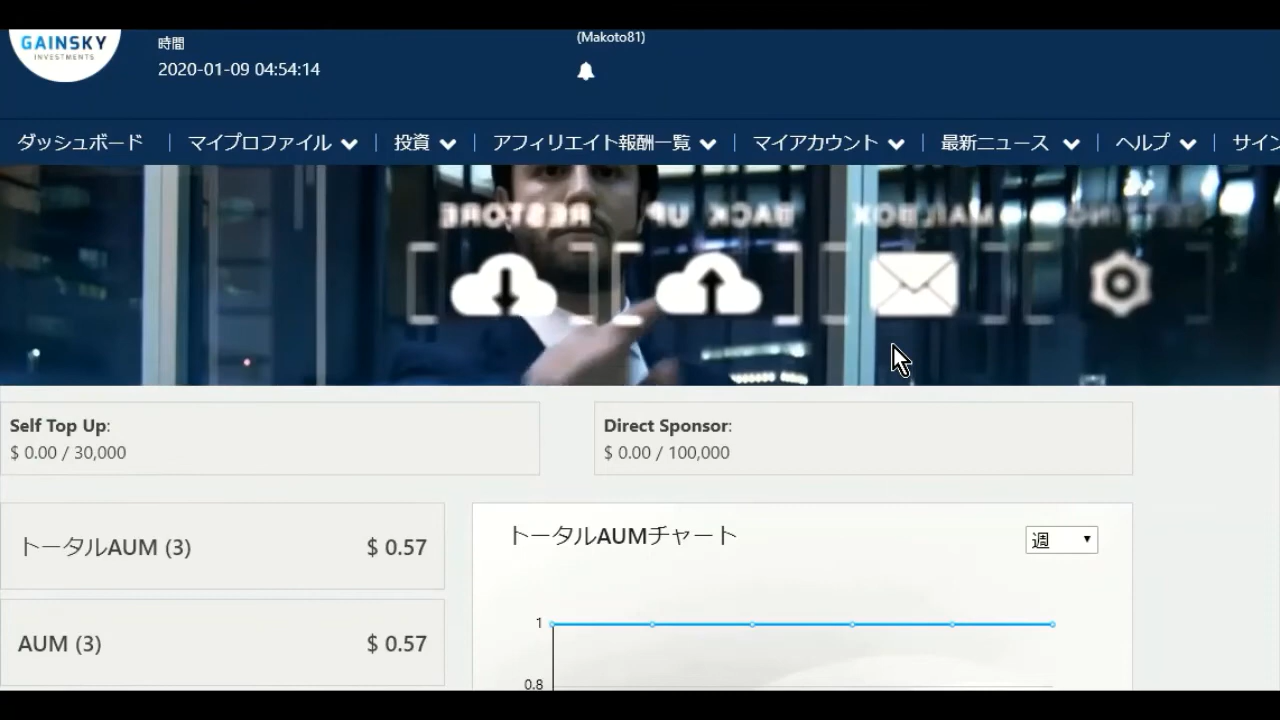 GAINSKY
INVESTMENTS
時間
2020-01-09 04:54:14
(Makoto81)
ダッシュボード
マイプロファイル
投資
アフィリエイト報酬一覧
マイアカウント
最新ニュース
ヘルプ
サイン
RESTORE
BACK UP
MAILBOX
SETTING
Self Top Up:
$ 0.00 / 30,000
Direct Sponsor:
$ 0.00 / 100,000
トータルAUM (3)
$ 0.57
AUM (3)
$ 0.57
トータルAUMチャート
週
1
0.8